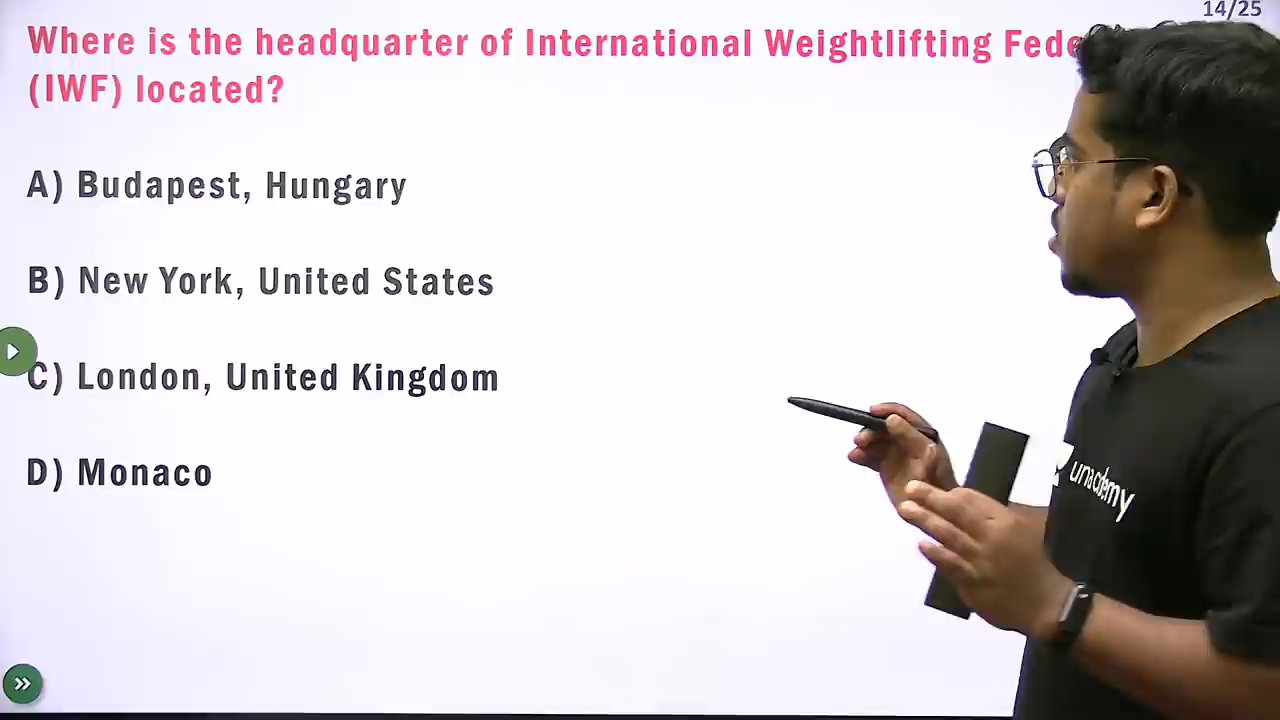 14/25
Where is the headquarter of International Weightlifting
(IWF) located?
A) Budapest, Hungary
B) New York, United States
C) London, United Kingdom
D) Monaco
unacademy